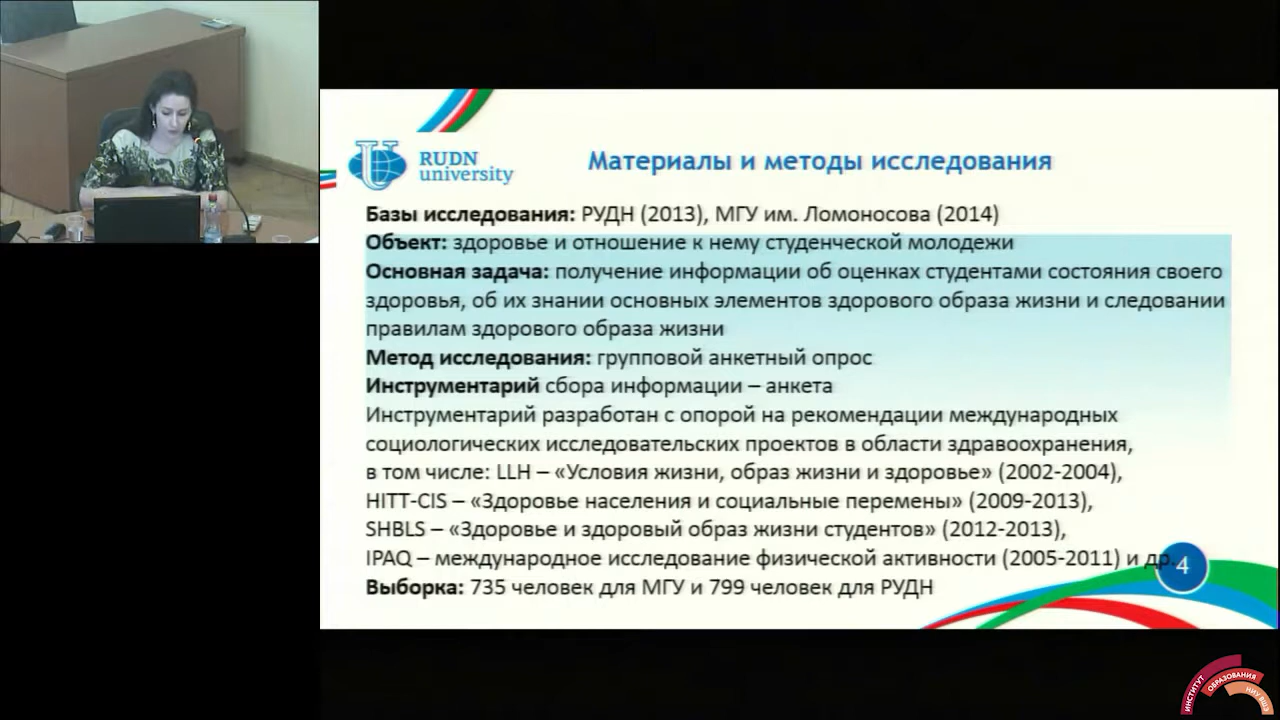 RUDN
university
Материалы и методы исследования
Базы исследования: РУДН (2013), МГУ им. Ломоносова (2014)
Объект: здоровье и отношение к нему студенческой молодежи
Основная задача: получение информации об оценках студентами состояния своего
здоровья, об их знании основных элементов здорового образа жизни и следовании
правилам здорового образа жизни
Метод исследования: групповой анкетный опрос
Инструментарий сбора информации – анкета
Инструментарий разработан с опорой на рекомендации международных
социологических исследовательских проектов в области здравоохранения,
в том числе: LLH – «Условия жизни, образ жизни и здоровье» (2002-2004),
HITT-CIS – «Здоровье населения и социальные перемены» (2009-2013),
SHBLS – «Здоровье и здоровый образ жизни студентов» (2012-2013),
IPAQ – международное исследование физической активности (2005-2011) и др.
4
Выборка: 735 человек для МГУ и 799 человек для РУДН
ИНСТИТУТ
ОБРАЗОВАНИЯ
НИУ ВШЭ